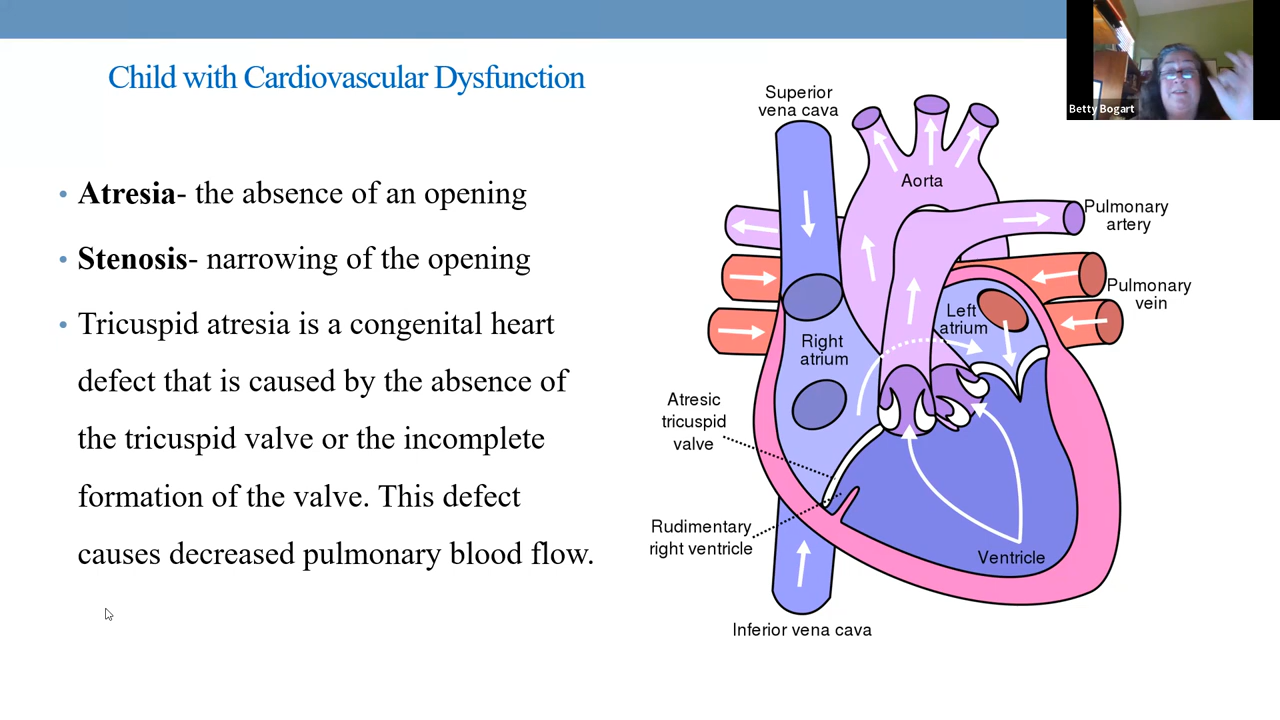 Child with Cardiovascular Dysfunction
• Atresia- the absence of an opening
• Stenosis- narrowing of the opening
• Tricuspid atresia is a congenital heart
defect that is caused by the absence of
the tricuspid valve or the incomplete
formation of the valve. This defect
causes decreased pulmonary blood flow.
Superior
vena cava
Aorta
Pulmonary
artery
Pulmonary
vein
Left
atrium
Right
atrium
Atresic
tricuspid
valve
Rudimentary
right ventricle
Ventricle
Inferior vena cava
Betty Bogart